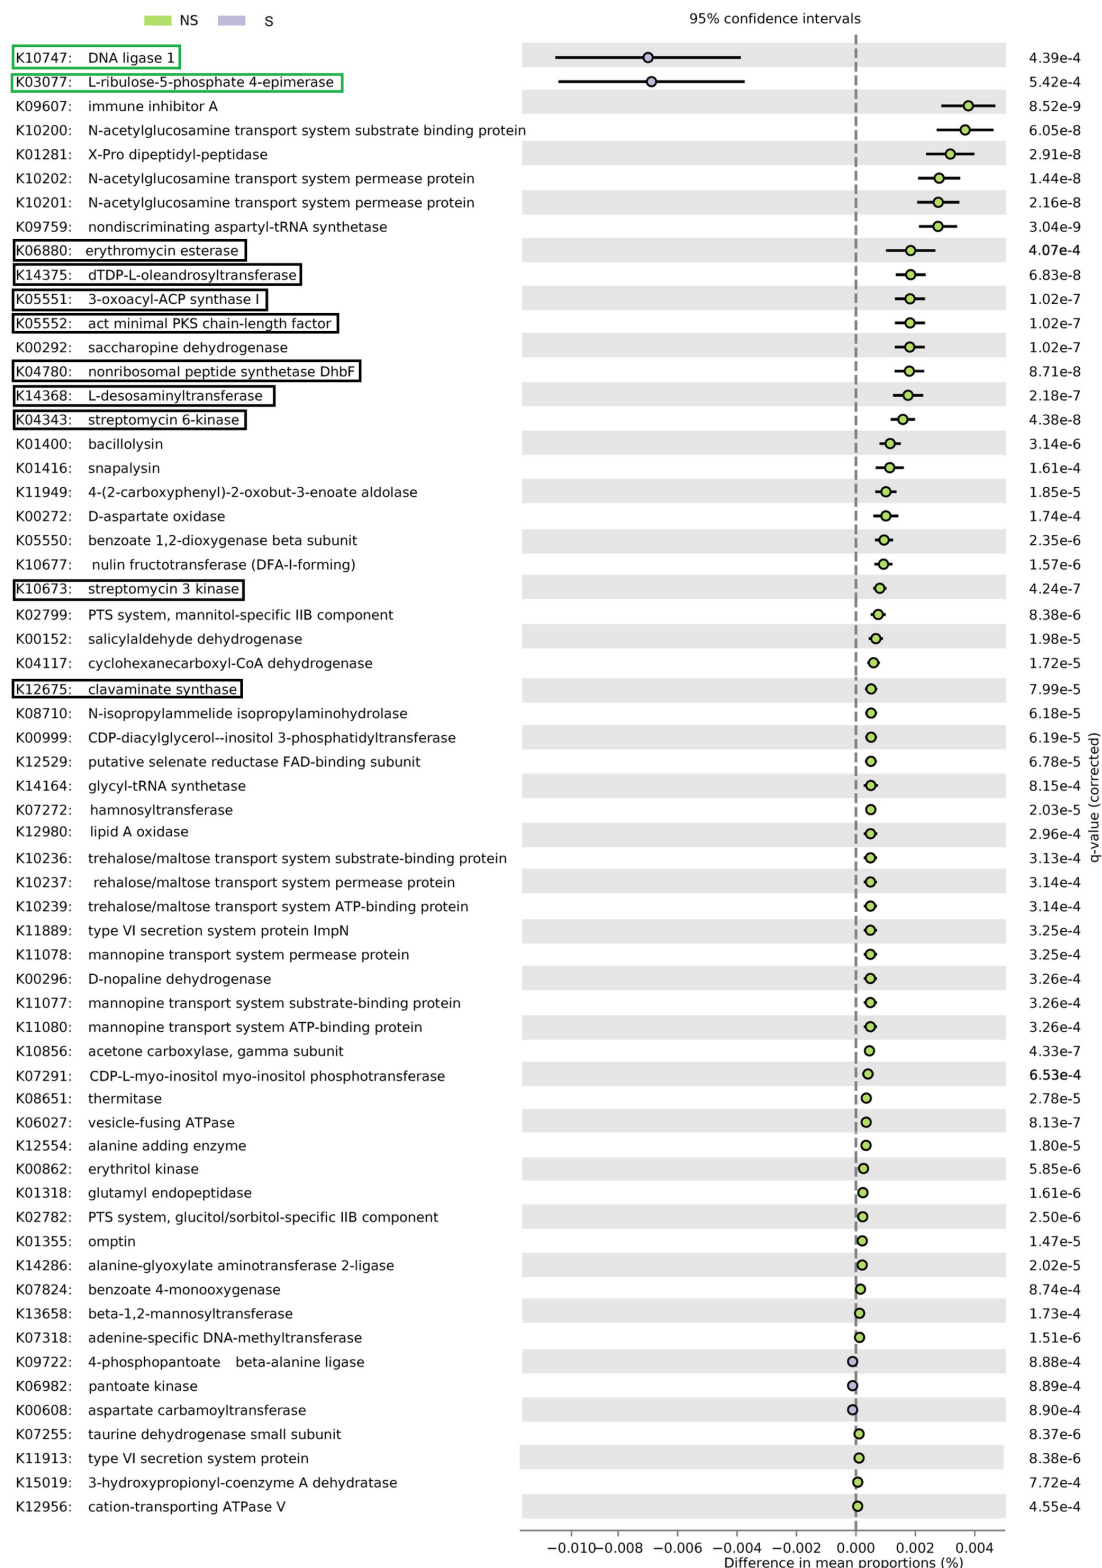 NS S 95% confidence intervals
K10747: DNA ligase 1 4.39e-4
K03077: L-ribulose-5-phosphate 4-epimerase 5.42e-4
K09607: immune inhibitor A 8.52e-9
K10200: N-acetylglucosamine transport system substrate binding protein 6.05e-8
K01281: X-Pro dipeptidyl-peptidase 2.91e-8
K10202: N-acetylglucosamine transport system permease protein 1.44e-8
K10201: N-acetylglucosamine transport system permease protein 2.16e-8
K09759: nondiscriminating aspartyl-tRNA synthetase 3.04e-9
K06880: erythromycin esterase 4.07e-4
K14375: dTDP-L-oleandrosyltransferase 6.83e-8
K05551: 3-oxoacyl-ACP synthase I 1.02e-7
K05552: act minimal PKS chain-length factor 1.02e-7
K00292: saccharopine dehydrogenase 1.02e-7
K04780: nonribosomal peptide synthetase DhbF 8.71e-8
K14368: L-desosaminyltransferase 2.18e-7
K04343: streptomycin 6-kinase 4.38e-8
K01400: bacillolysin 3.14e-6
K01416: snapalysin 1.61e-4
K11949: 4-(2-carboxyphenyl)-2-oxobut-3-enoate aldolase 1.85e-5
K00272: D-aspartate oxidase 1.74e-4
K05550: benzoate 1,2-dioxygenase beta subunit 2.35e-6
K10677: nulin fructotransferase (DFA-I-forming) 1.57e-6
K10673: streptomycin 3 kinase 4.24e-7
K02799: PTS system, mannitol-specific IIB component 8.38e-6
K00152: salicylaldehyde dehydrogenase 1.98e-5
K04117: cyclohexanecarboxyl-CoA dehydrogenase 1.72e-5
K12675: clavaminate synthase 7.99e-5
K08710: N-isopropylammelide isopropylaminohydrolase 6.18e-5
K00999: CDP-diacylglycerol--inositol 3-phosphatidyltransferase 6.19e-5
K12529: putative selenate reductase FAD-binding subunit 6.78e-5
K14164: glycyl-tRNA synthetase 8.15e-4
K07272: hamnosyltransferase 2.03e-5
K12980: lipid A oxidase 2.96e-4
K10236: trehalose/maltose transport system substrate-binding protein 3.13e-4
K10237: rehalose/maltose transport system permease protein 3.14e-4
K10239: trehalose/maltose transport system ATP-binding protein 3.14e-4
K11889: type VI secretion system protein ImpN 3.25e-4
K11078: mannopine transport system permease protein 3.25e-4
K00296: D-nopaline dehydrogenase 3.26e-4
K11077: mannopine transport system substrate-binding protein 3.26e-4
K11080: mannopine transport system ATP-binding protein 3.26e-4
K10856: acetone carboxylase, gamma subunit 4.33e-7
K07291: CDP-L-myo-inositol myo-inositol phosphotransferase 6.53e-4
K08651: thermitase 2.78e-5
K06027: vesicle-fusing ATPase 8.13e-7
K12554: alanine adding enzyme 1.80e-5
K00862: erythritol kinase 5.85e-6
K01318: glutamyl endopeptidase 1.61e-6
K02782: PTS system, glucitol/sorbitol-specific IIB component 2.50e-6
K01355: omptin 1.47e-5
K14286: alanine-glyoxylate aminotransferase 2-ligase 2.02e-5
K07824: benzoate 4-monooxygenase 8.74e-4
K13658: beta-1,2-mannosyltransferase 1.73e-4
K07318: adenine-specific DNA-methyltransferase 1.51e-6
K09722: 4-phosphopantoate beta-alanine ligase 8.88e-4
K06982: pantoate kinase 8.89e-4
K00608: aspartate carbamoyltransferase 8.90e-4
K07255: taurine dehydrogenase small subunit 8.37e-6
K11913: type VI secretion system protein 8.38e-6
K15019: 3-hydroxypropionyl-coenzyme A dehydratase 7.72e-4
K12956: cation-transporting ATPase V 4.55e-4
q-value (corrected)
−0.010 −0.008 −0.006 −0.004 −0.002 0.000 0.002 0.004
Difference in mean proportions (%)